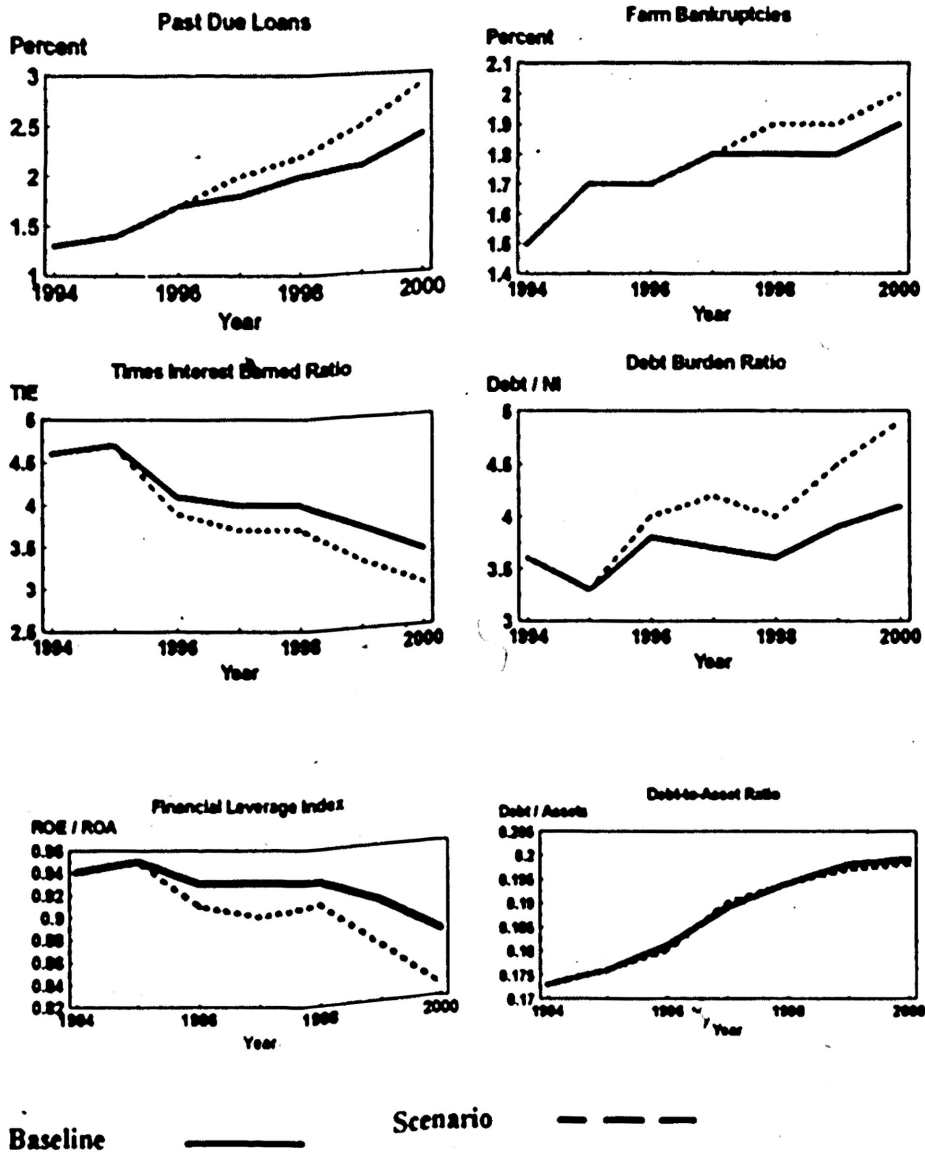 Past Due Loans
Percent
3
2.5
2
1.5
1
1994 1996 1998 2000
Year
Farm Bankruptcies
Percent
2.1
2
1.9
1.8
1.7
1.6
1.5
1.4
1994 1996 1998 2000
Year
Times Interest Earned Ratio
TIE
5
4.5
4
3.5
3
2.5
1994 1996 1998 2000
Year
Debt Burden Ratio
Debt / NI
5
4.5
4
3.5
3
1994 1996 1998 2000
Year
Financial Leverage Index
ROE / ROA
0.96
0.94
0.92
0.9
0.88
0.86
0.84
0.82
1994 1996 1998 2000
Year
Debt-to-Asset Ratio
Debt / Assets
0.205
0.2
0.195
0.19
0.185
0.18
0.175
0.17
1994 1996 1998 2000
Year
Baseline
Scenario